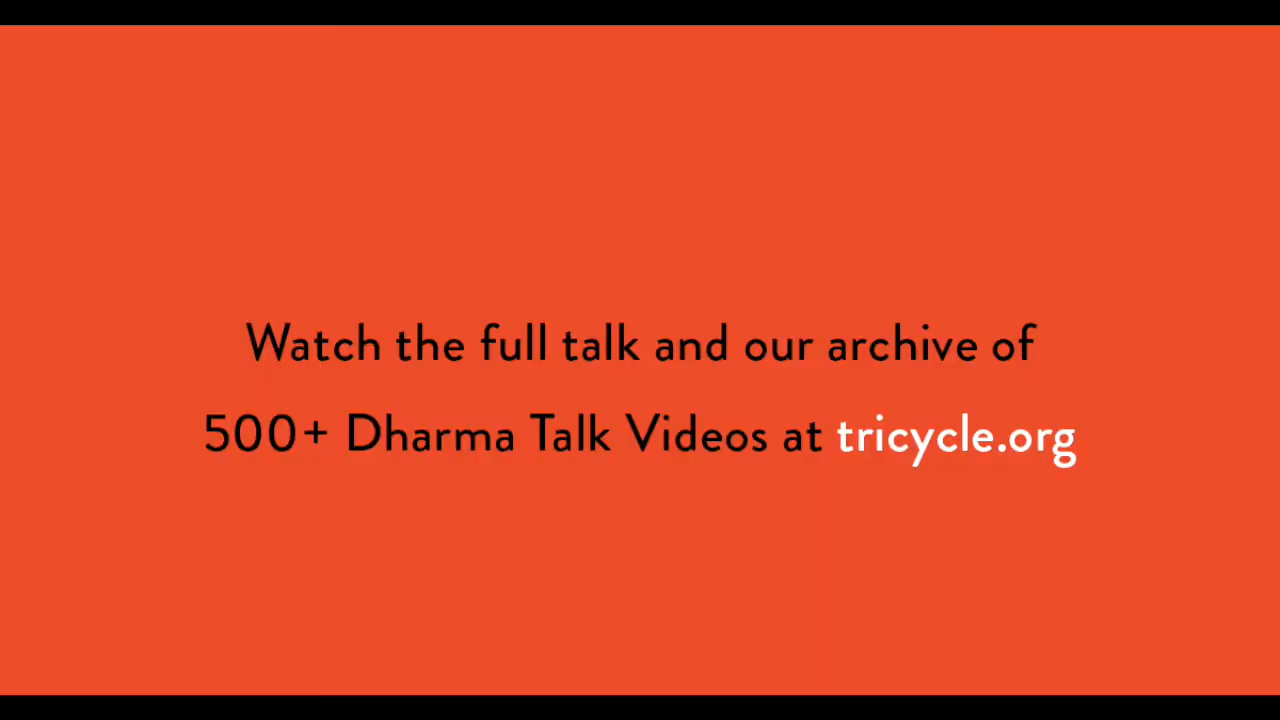 Watch the full talk and our archive of
500+ Dharma Talk Videos at tricycle.org